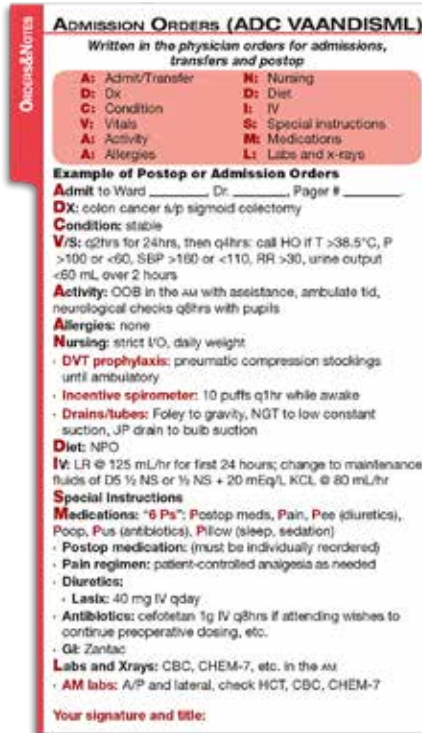 ORDERS&NOTES
ADMISSION ORDERS (ADC VAANDISML)
Written in the physician orders for admissions,
transfers and postop
A: Admit/Transfer
D: Dx
C: Condition
V: Vitals
A: Activity
A: Allergies
N: Nursing
D: Diet
I: IV
S: Special instructions
M: Medications
L: Labs and x-rays
Example of Postop or Admission Orders
Admit to Ward ________, Dr. ________, Pager # ________.
DX: colon cancer s/p sigmoid colectomy
Condition: stable
V/S: q2hrs for 24hrs, then q4hrs: call HO if T >38.5°C, P
>100 or <60, SBP >160 or <110, RR >30, urine output
<60 mL over 2 hours
Activity: OOB in the AM with assistance, ambulate tid,
neurological checks q8hrs with pupils
Allergies: none
Nursing: strict I/O, daily weight
· DVT prophylaxis: pneumatic compression stockings
until ambulatory
· Incentive spirometer: 10 puffs q1hr while awake
· Drains/tubes: Foley to gravity, NGT to low constant
suction, JP drain to bulb suction
Diet: NPO
IV: LR @ 125 mL/hr for first 24 hours; change to maintenance
fluids of D5 ½ NS or ½ NS + 20 mEq/L KCL @ 80 mL/hr
Special Instructions
Medications: "6 Ps": Postop meds, Pain, Pee (diuretics),
Poop, Pus (antibiotics), Pillow (sleep, sedation)
· Postop medication: (must be individually reordered)
· Pain regimen: patient-controlled analgesia as needed
· Diuretics:
· Lasix: 40 mg IV qday
· Antibiotics: cefotetan 1g IV q8hrs if attending wishes to
continue preoperative dosing, etc.
· GI: Zantac
Labs and Xrays: CBC, CHEM-7, etc. in the AM
· AM labs: A/P and lateral, check HCT, CBC, CHEM-7
Your signature and title: